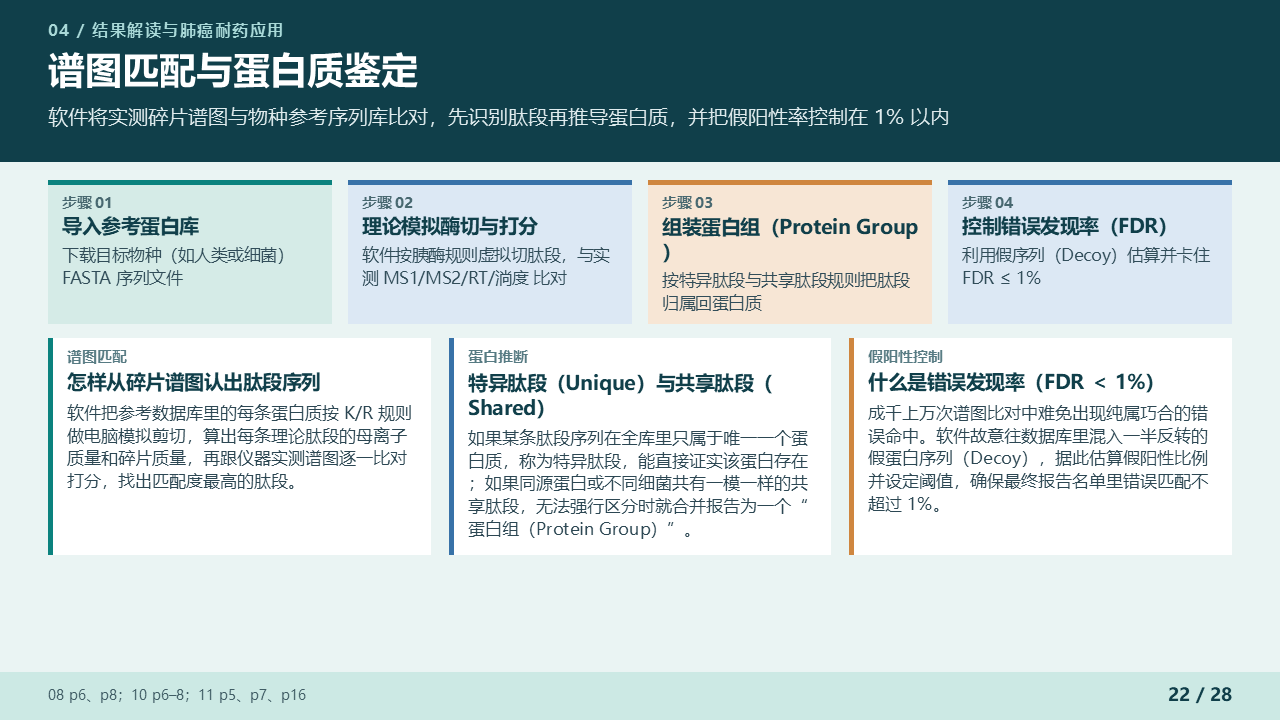 04 / 结果解读与肺癌耐药应用
谱图匹配与蛋白质鉴定
软件将实测碎片谱图与物种参考序列库比对，先识别肽段再推导蛋白质，并把假阳性率控制在 1% 以内
步骤 01
导入参考蛋白库
下载目标物种（如人类或细菌）
FASTA 序列文件
步骤 02
理论模拟酶切与打分
软件按胰酶规则虚拟切肽段，与实
测 MS1/MS2/RT/淌度 比对
步骤 03
组装蛋白组（Protein Group
）
按特异肽段与共享肽段规则把肽段
归属回蛋白质
步骤 04
控制错误发现率（FDR）
利用假序列（Decoy）估算并卡住
FDR ≤ 1%
谱图匹配
怎样从碎片谱图认出肽段序列
软件把参考数据库里的每条蛋白质按 K/R 规则
做电脑模拟剪切，算出每条理论肽段的母离子
质量和碎片质量，再跟仪器实测谱图逐一比对
打分，找出匹配度最高的肽段。
蛋白推断
特异肽段（Unique）与共享肽段（
Shared）
如果某条肽段序列在全库里只属于唯一一个蛋
白质，称为特异肽段，能直接证实该蛋白存在
；如果同源蛋白或不同细菌共有一模一样的共
享肽段，无法强行区分时就合并报告为一个“
蛋白组（Protein Group）”。
假阳性控制
什么是错误发现率（FDR ＜ 1%）
成千上万次谱图比对中难免出现纯属巧合的错
误命中。软件故意往数据库里混入一半反转的
假蛋白序列（Decoy），据此估算假阳性比例
并设定阈值，确保最终报告名单里错误匹配不
超过 1%。
08 p6、p8；10 p6–8；11 p5、p7、p16
22 / 28